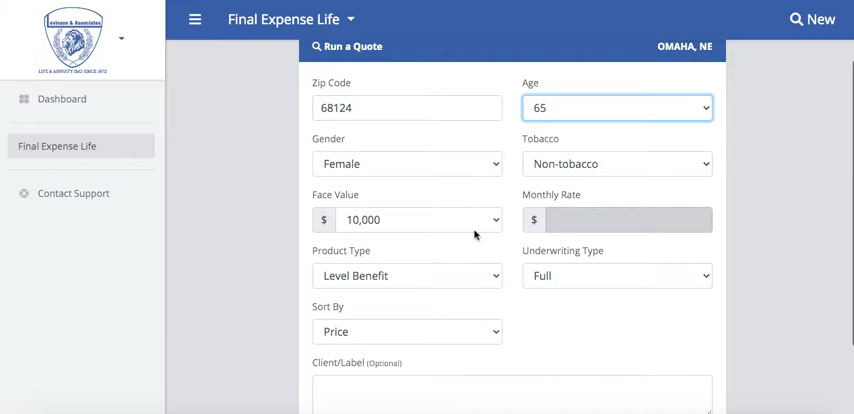 Levinson & Associates
LIFE & ANNUITY IMO SINCE 1972
Final Expense Life
New
Dashboard
Final Expense Life
Contact Support
Run a Quote
OMAHA, NE
Zip Code
Age
68124
65
Gender
Tobacco
Female
Non-tobacco
Face Value
Monthly Rate
$ 10,000
$
Product Type
Underwriting Type
Level Benefit
Full
Sort By
Price
Client/Label (Optional)